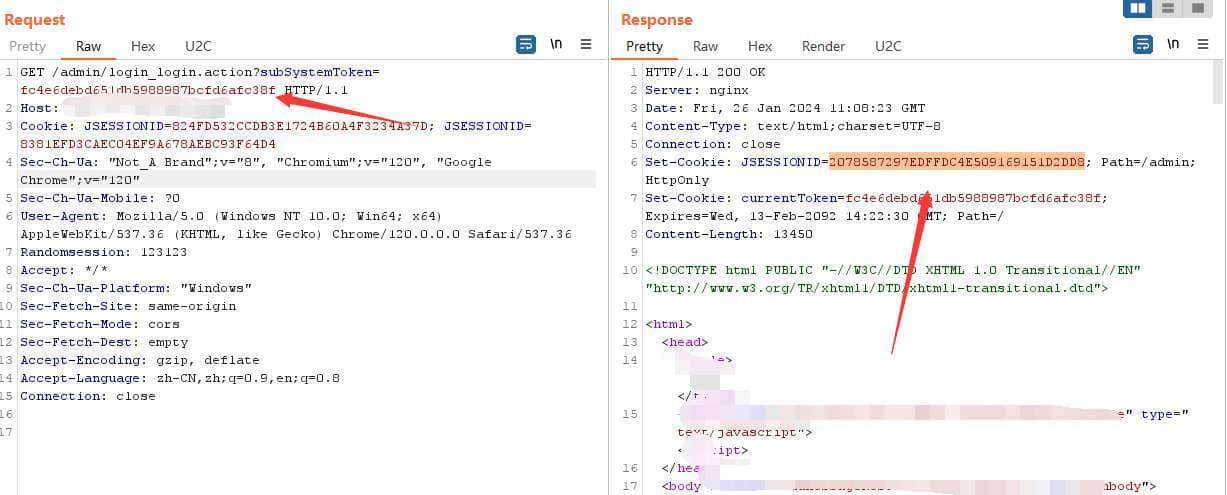 Request
Pretty Raw Hex U2C
\n
1 GET /admin/login_login.action?subSystemToken=
fc4e6debd651db5988987bcfd6afc38f HTTP/1.1
2 Host:
3 Cookie: JSESSIONID=824FD532CCDB3E1724B60A4F3234A37D; JSESSIONID=
8381EFD3CAEC04EF9A678AEBC93F64D4
4 Sec-Ch-Ua: "Not_A Brand";v="8", "Chromium";v="120", "Google
Chrome";v="120"
5 Sec-Ch-Ua-Mobile: ?0
6 User-Agent: Mozilla/5.0 (Windows NT 10.0; Win64; x64)
AppleWebKit/537.36 (KHTML, like Gecko) Chrome/120.0.0.0 Safari/537.36
7 Randomsession: 123123
8 Accept: */*
9 Sec-Ch-Ua-Platform: "Windows"
10 Sec-Fetch-Site: same-origin
11 Sec-Fetch-Mode: cors
12 Sec-Fetch-Dest: empty
13 Accept-Encoding: gzip, deflate
14 Accept-Language: zh-CN,zh;q=0.9,en;q=0.8
15 Connection: close
16
17
Response
Pretty Raw Hex Render U2C
\n
1 HTTP/1.1 200 OK
2 Server: nginx
3 Date: Fri, 26 Jan 2024 11:08:23 GMT
4 Content-Type: text/html;charset=UTF-8
5 Connection: close
6 Set-Cookie: JSESSIONID=2078587297EDFFDC4E509169151D2DD8; Path=/admin;
HttpOnly
7 Set-Cookie: currentToken=fc4e6debd651db5988987bcfd6afc38f;
Expires=Wed, 13-Feb-2092 14:22:30 GMT; Path=/
8 Content-Length: 13450
9
10 <!DOCTYPE html PUBLIC "-//W3C//DTD XHTML 1.0 Transitional//EN"
"http://www.w3.org/TR/xhtml1/DTD/xhtml1-transitional.dtd">
11
12 <html>
13 <head>
14
15 " type="
text/javascript">
16
17 <body